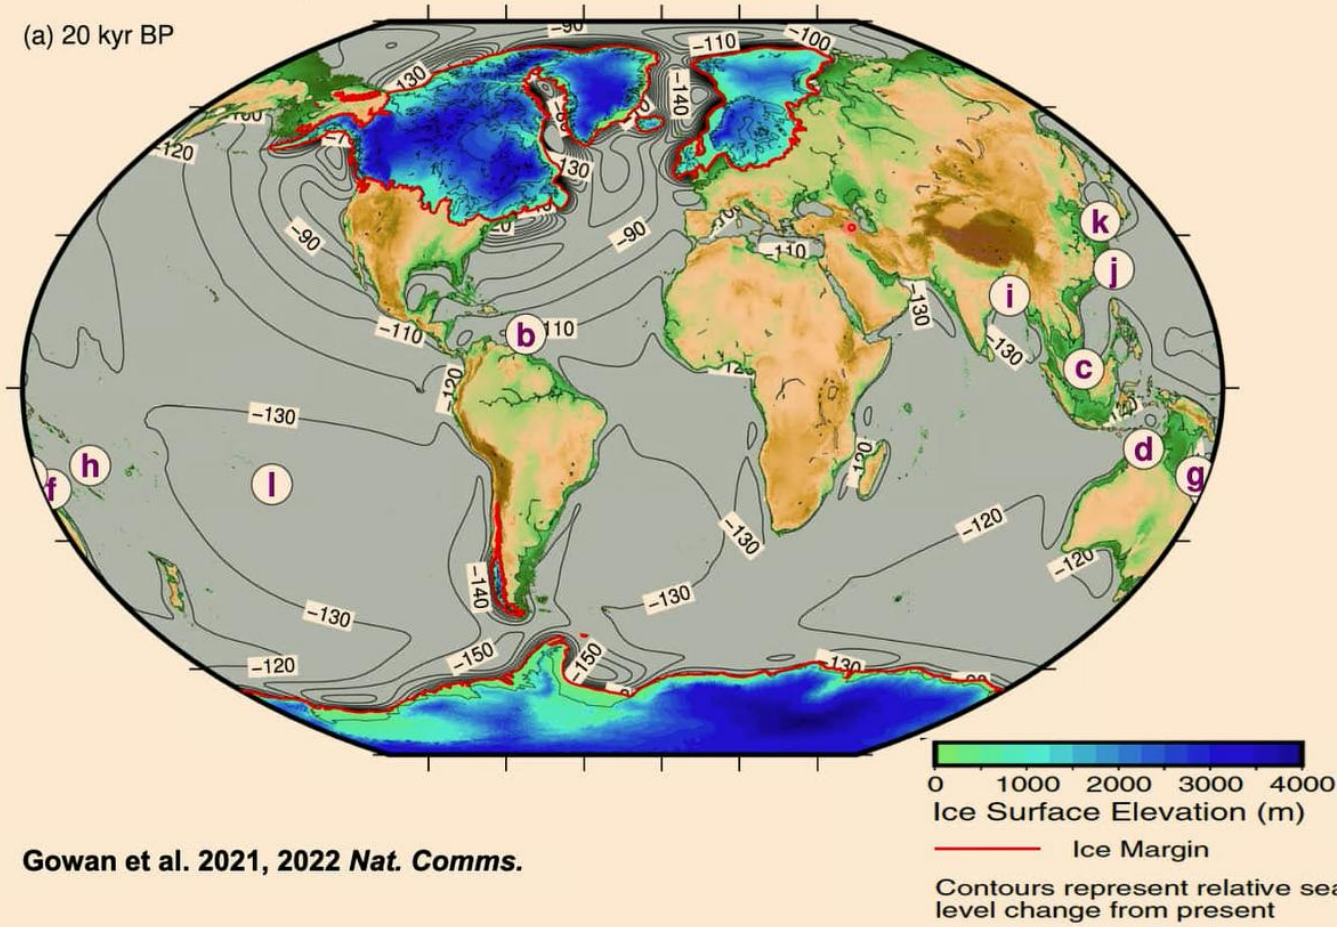 (a) 20 kyr BP
−90
−110
−100
130
−140
−120
130
−90
−90
−110
k
j
i
−130
−110
b
110
−130
−120
c
−130
d
h
f
l
g
−120
−130
−120
−120
−140
−130
−130
−120
−150
−150
−130
0 1000 2000 3000 4000
Ice Surface Elevation (m)
Ice Margin
Contours represent relative sea
level change from present
Gowan et al. 2021, 2022 Nat. Comms.